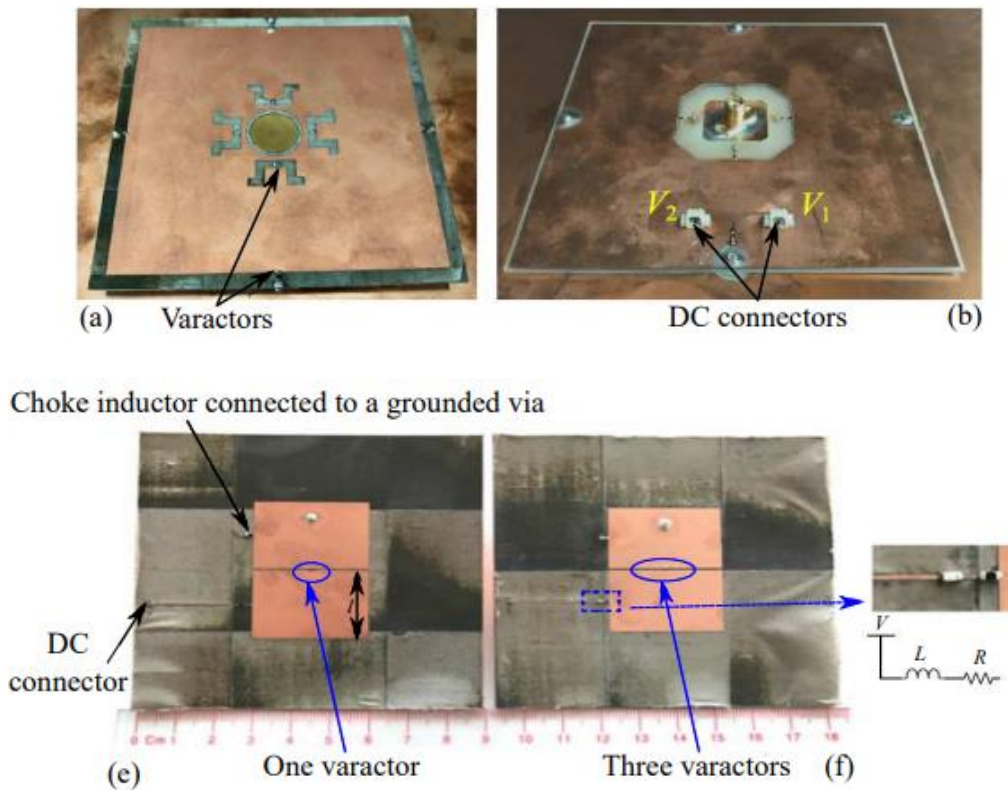 V2 V1
(a) Varactors DC connectors (b)
Choke inductor connected to a grounded via
l
DC
connector
V
L R
0 Cm 1 2 3 4 5 6 7 8 9 10 11 12 13 14 15 16 17 18
(e) One varactor Three varactors (f)